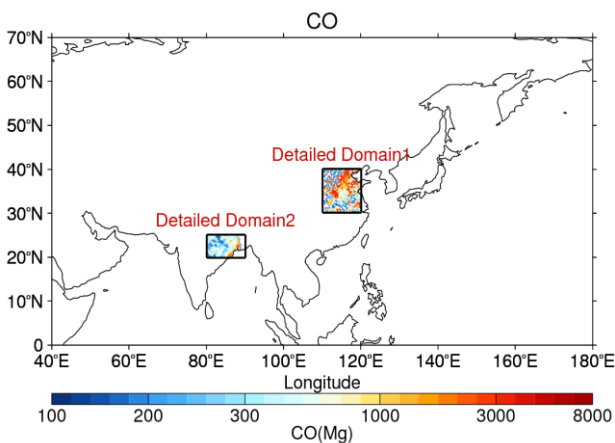 CO
70°N
60°N
50°N
40°N
30°N
20°N
10°N
0
Detailed Domain1
Detailed Domain2
40°E 60°E 80°E 100°E 120°E 140°E 160°E 180°E
Longitude
100 200 300 1000 3000 8000
CO(Mg)